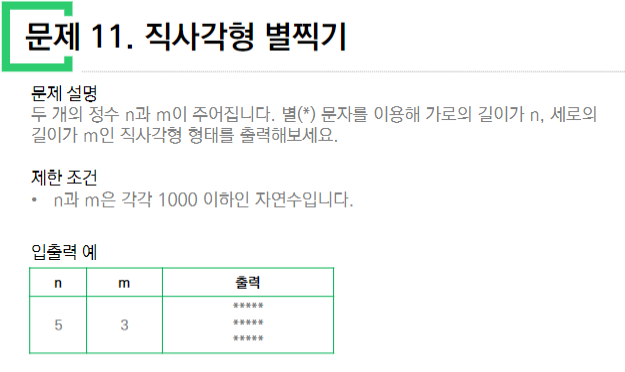 문제 11. 직사각형 별찍기
문제 설명
두 개의 정수 n과 m이 주어집니다. 별(*) 문자를 이용해 가로의 길이가 n, 세로의
길이가 m인 직사각형 형태를 출력해보세요.
제한 조건
• n과 m은 각각 1000 이하인 자연수입니다.
입출력 예
n m 출력
5 3 *****
*****
*****